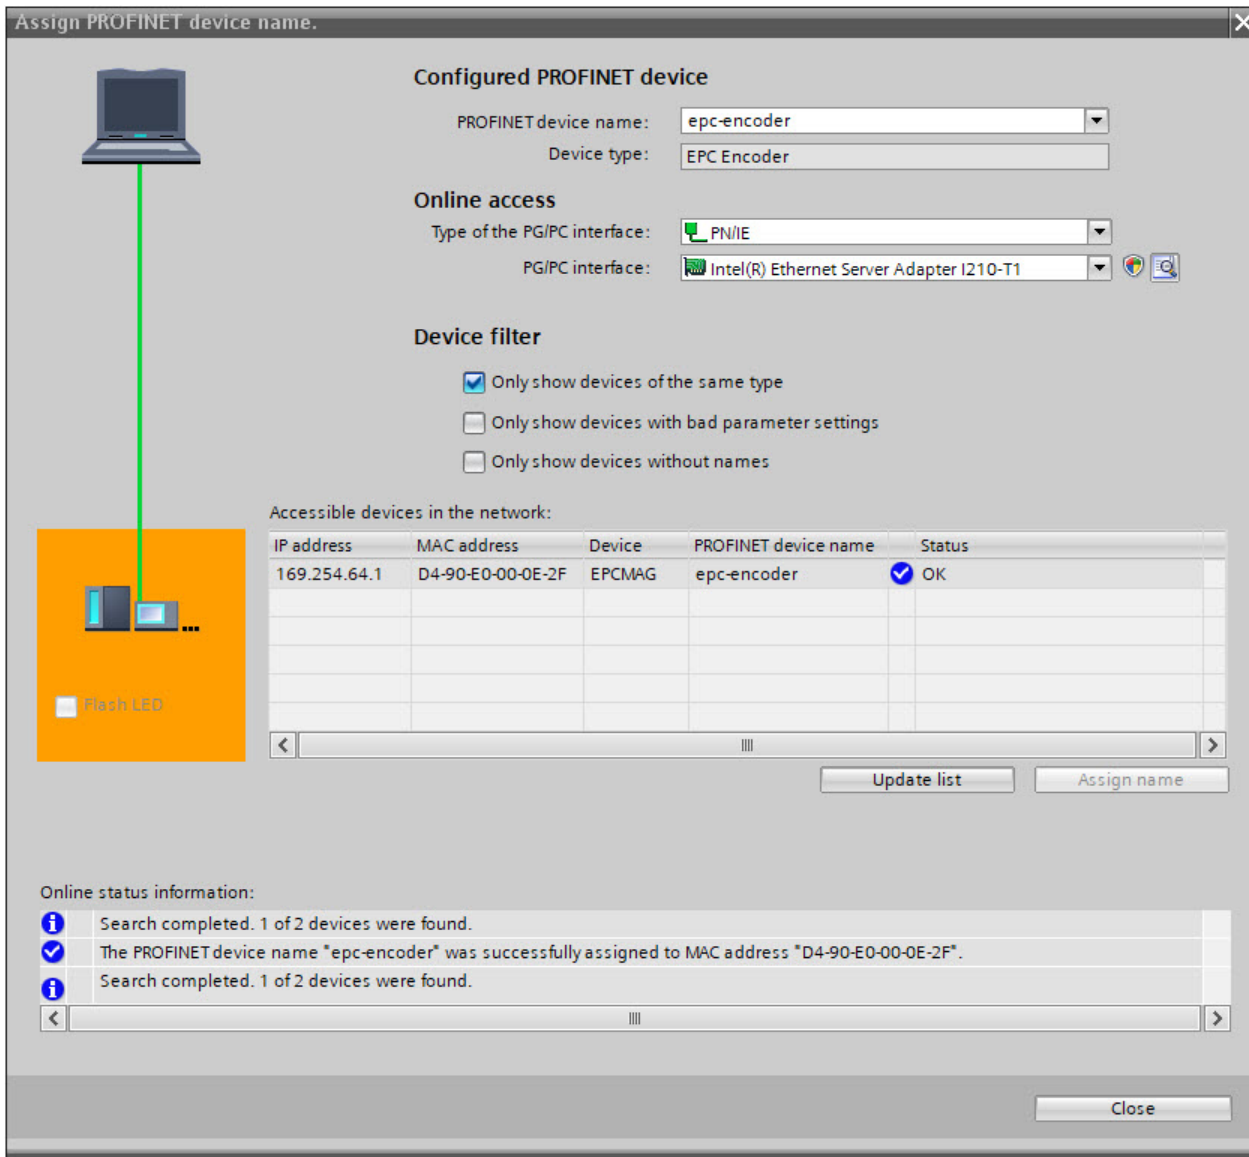 Assign PROFINET device name.
Configured PROFINET device
PROFINET device name: epc-encoder
Device type: EPC Encoder
Online access
Type of the PG/PC interface: PN/IE
PG/PC interface: Intel(R) Ethernet Server Adapter I210-T1
Device filter
Only show devices of the same type
Only show devices with bad parameter settings
Only show devices without names
Accessible devices in the network:
IP address MAC address Device PROFINET device name Status
169.254.64.1 D4-90-E0-00-0E-2F EPCMAG epc-encoder OK
Flash LED
Update list Assign name
Online status information:
Search completed. 1 of 2 devices were found.
The PROFINET device name "epc-encoder" was successfully assigned to MAC address "D4-90-E0-00-0E-2F".
Search completed. 1 of 2 devices were found.
Close